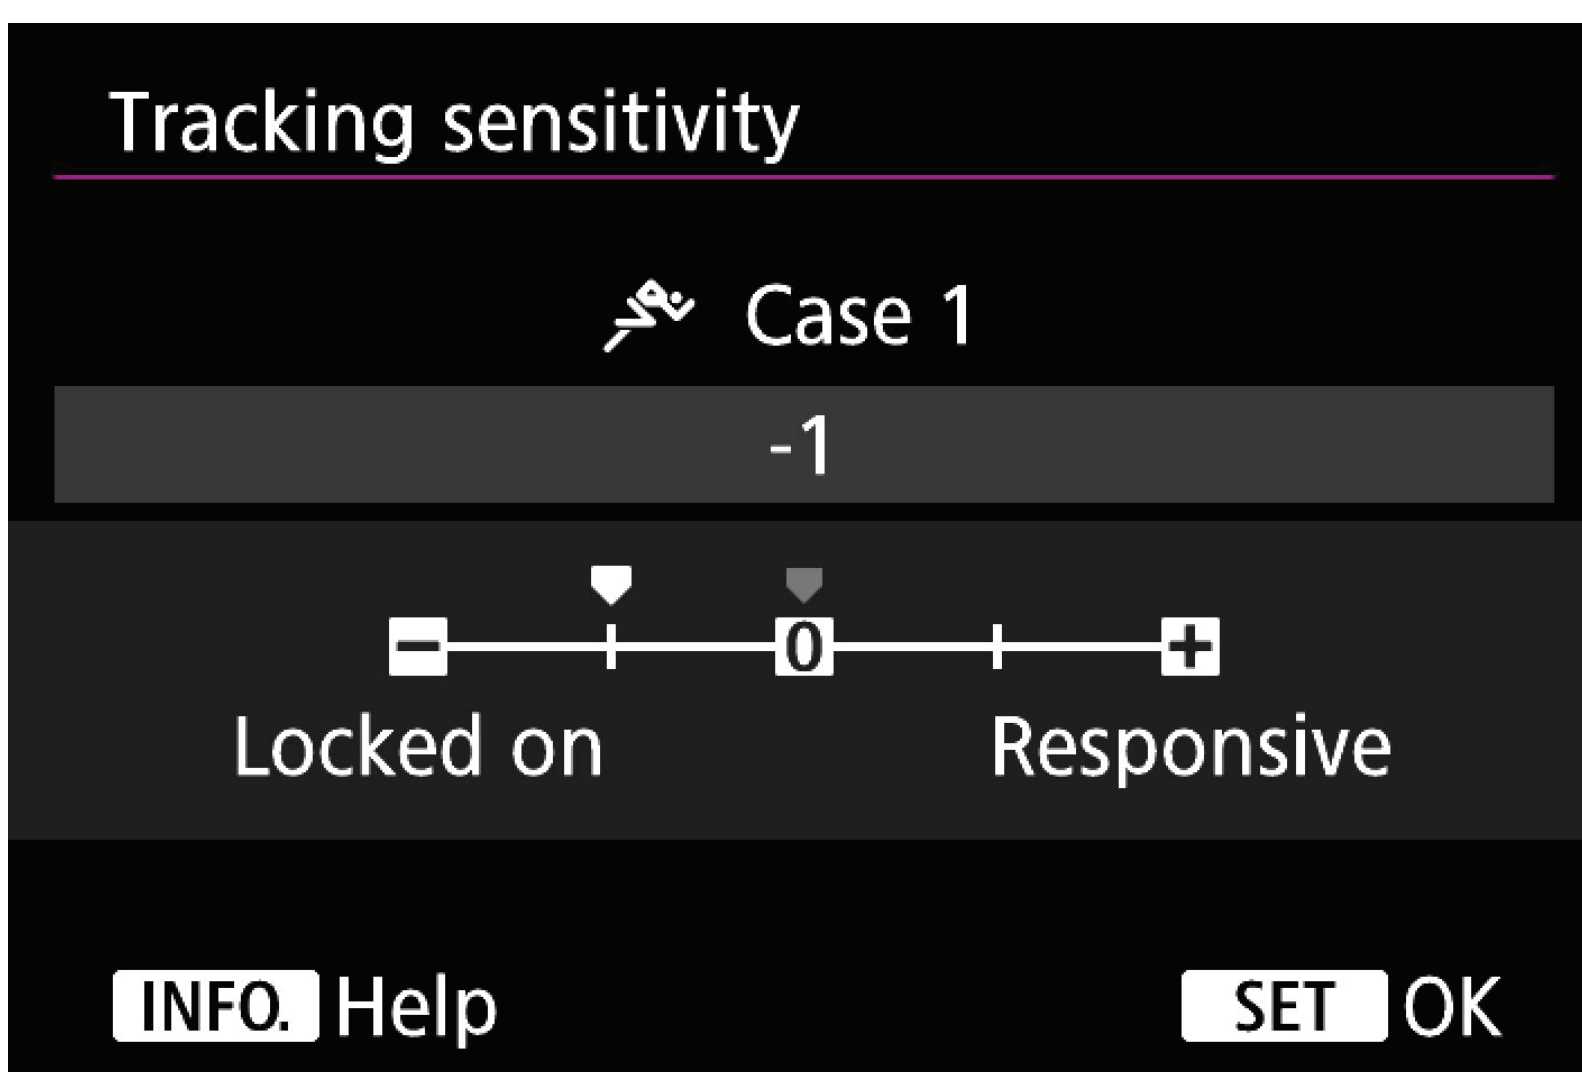 Tracking sensitivity
Case 1
-1
− 0 +
Locked on Responsive
INFO. Help SET OK